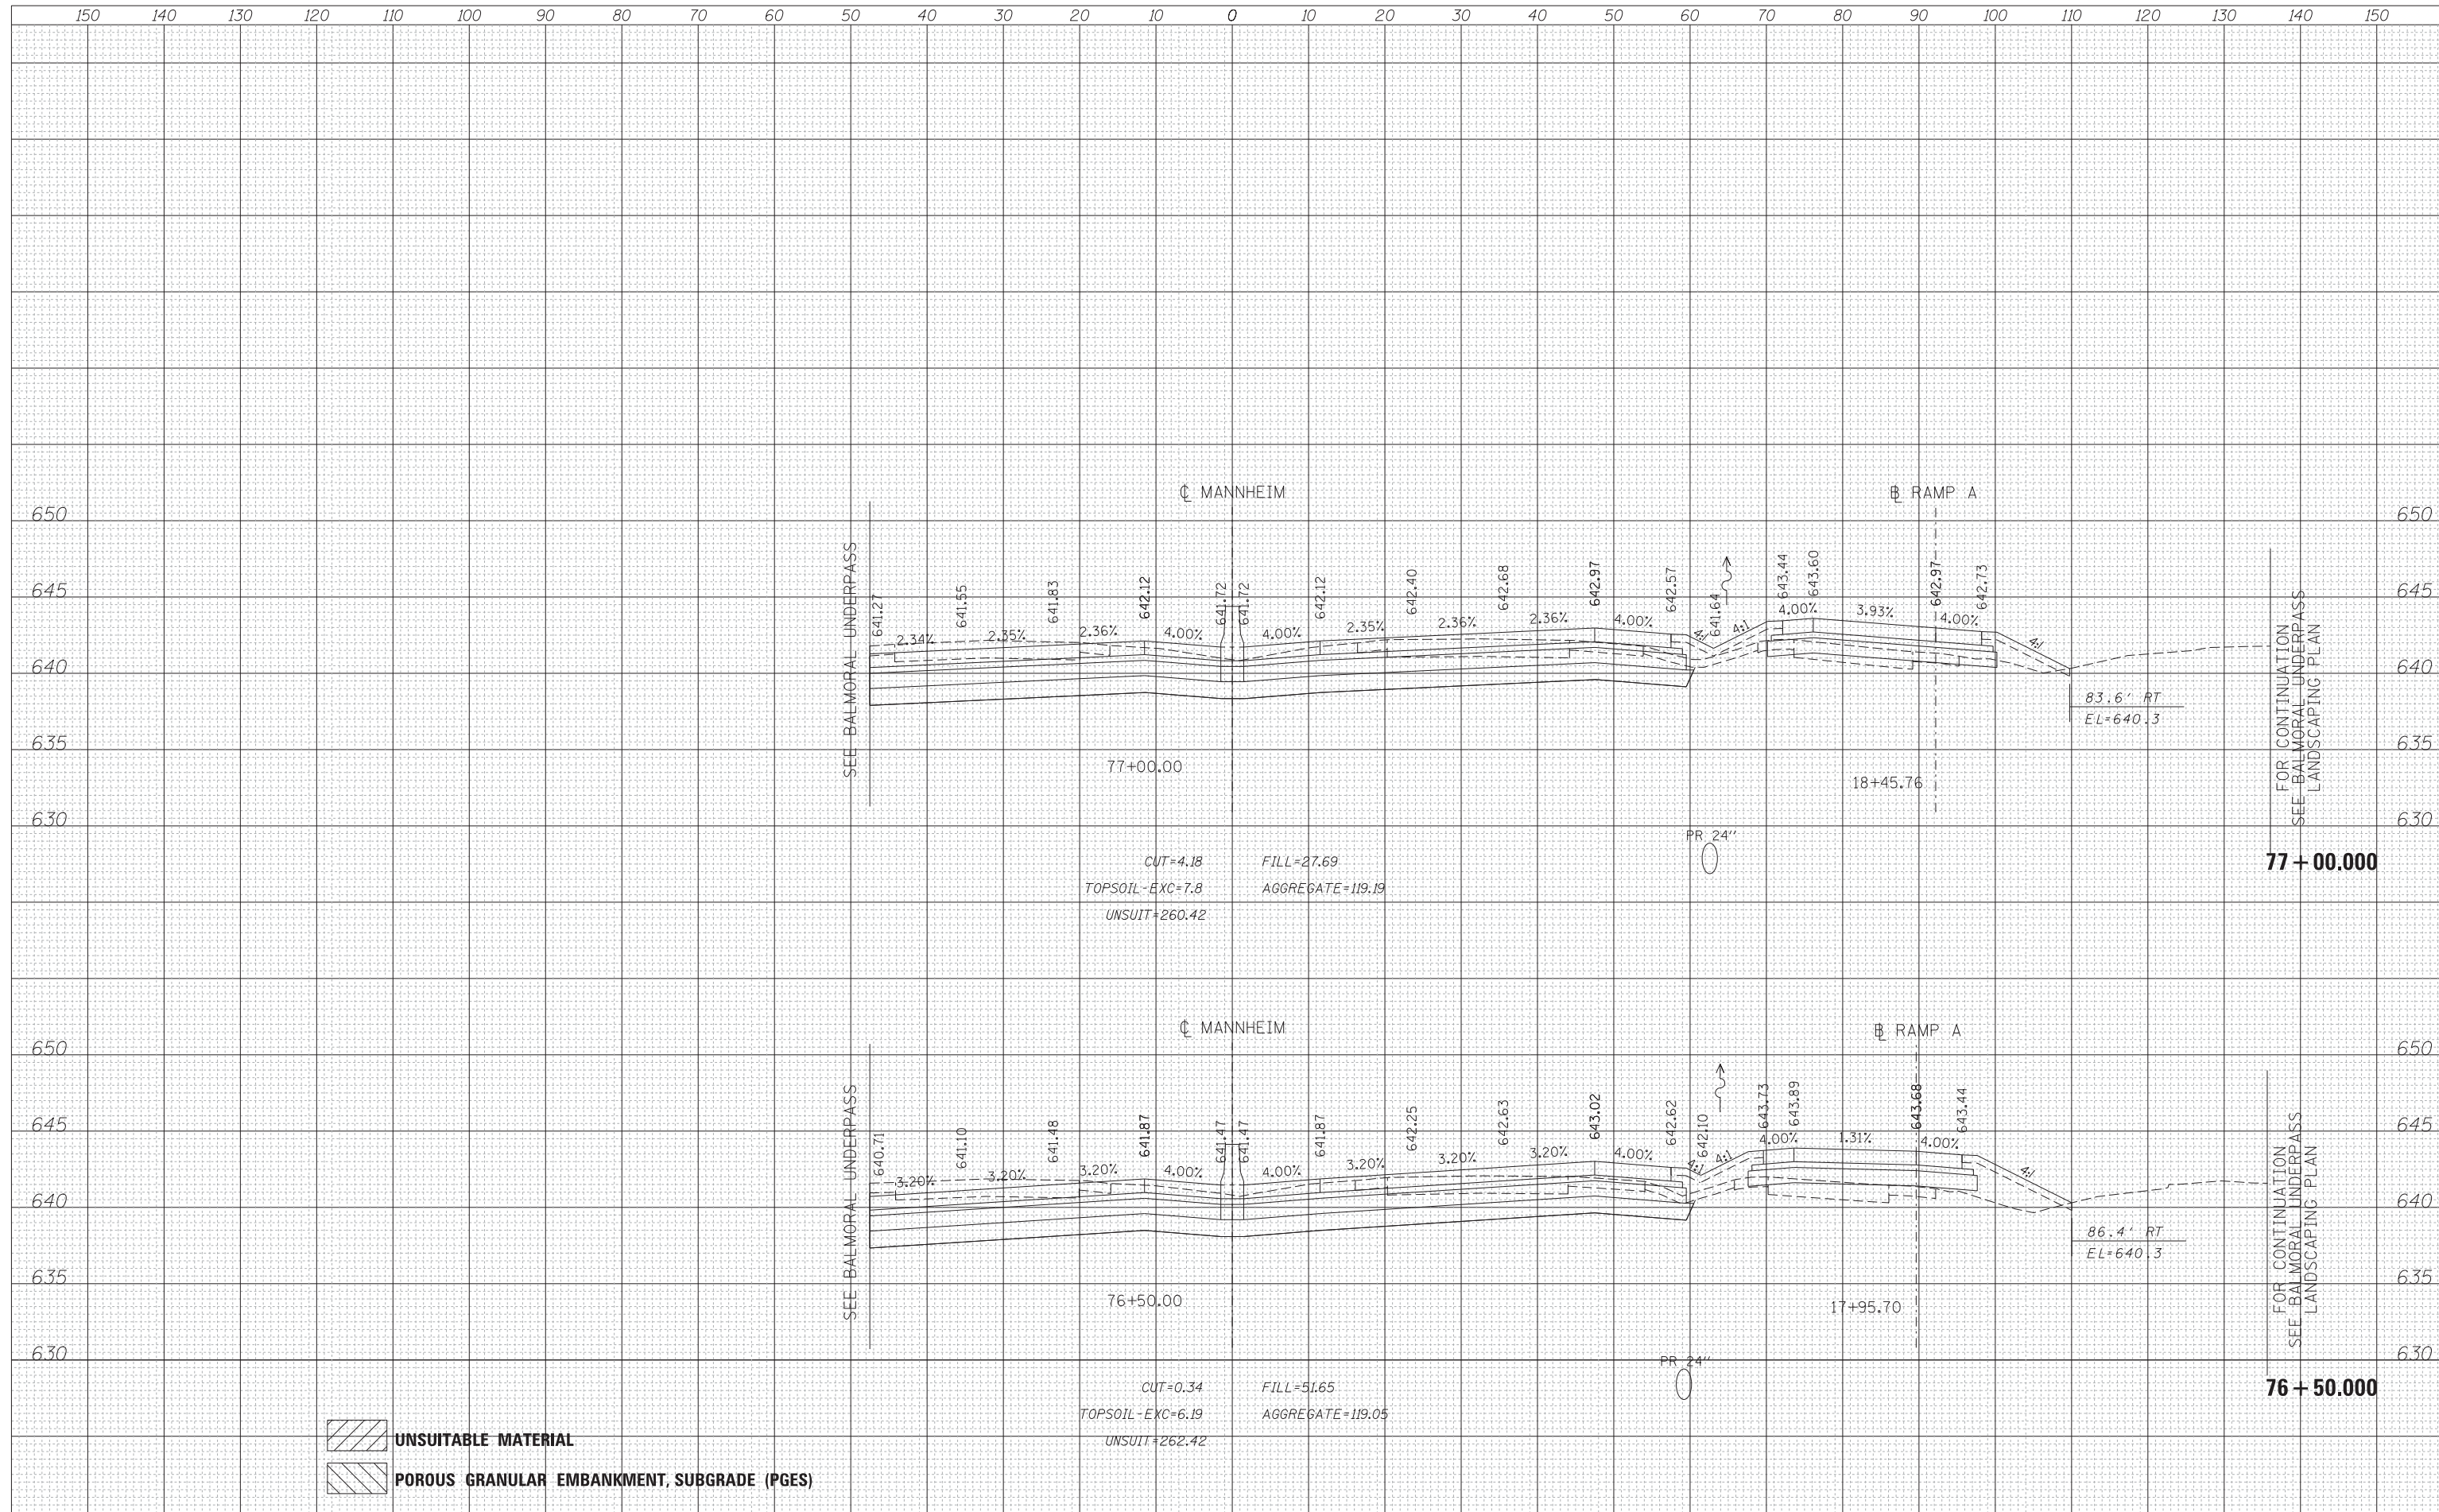 150 140 130 120 110 100 90 80 70 60 50 40 30 20 10 0 10 20 30 40 50 60 70 80 90 100 110 120 130 140 150
℄ MANNHEIM
B̲L RAMP A
650 650
645 645
640 640
635 635
630 630
SEE BALMORAL UNDERPASS
641.27 641.55 641.83 642.12 641.72 641.72 642.12 642.40 642.68 642.97 642.57 641.64 643.44 643.60 642.97 642.73
2.34% 2.35% 2.36% 4.00% 4.00% 2.35% 2.36% 2.36% 4.00% 4:1 4:1 4.00% 3.93% 4.00% 4:1
83.6' RT
EL=640.3
FOR CONTINUATION
SEE BALMORAL UNDERPASS
LANDSCAPING PLAN
77+00.00
18+45.76
PR 24"
CUT=4.18 FILL=27.69
TOPSOIL-EXC=7.8 AGGREGATE=119.19
UNSUIT=260.42
77+00.000
℄ MANNHEIM
B̲L RAMP A
650 650
645 645
640 640
635 635
630 630
SEE BALMORAL UNDERPASS
640.71 641.10 641.48 641.87 641.47 641.47 641.87 642.25 642.63 643.02 642.62 642.10 643.73 643.89 643.68 643.44
3.20% 3.20% 3.20% 4.00% 4.00% 3.20% 3.20% 3.20% 4.00% 4:1 4:1 4.00% 1.31% 4.00% 4:1
86.4' RT
EL=640.3
FOR CONTINUATION
SEE BALMORAL UNDERPASS
LANDSCAPING PLAN
76+50.00
17+95.70
PR 24"
CUT=0.34 FILL=51.65
TOPSOIL-EXC=6.19 AGGREGATE=119.05
UNSUIT=262.42
76+50.000
UNSUITABLE MATERIAL
POROUS GRANULAR EMBANKMENT, SUBGRADE (PGES)